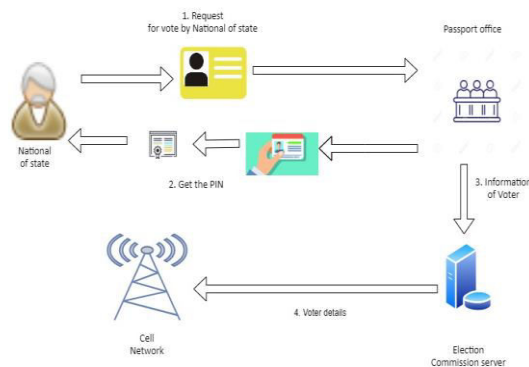 1. Request
for vote by National of state
Passport office
National
of state
2. Get the PIN
3. Information
of Voter
4. Voter details
Cell
Network
Election
Commission server